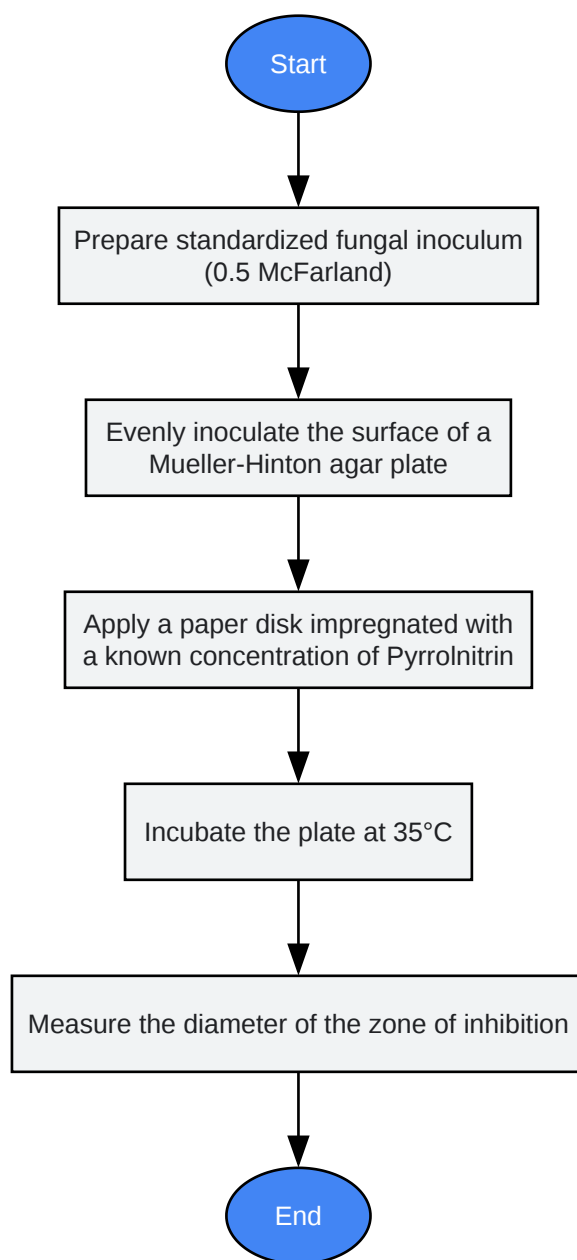 Start
Prepare standardized fungal inoculum
(0.5 McFarland)
Evenly inoculate the surface of a
Mueller-Hinton agar plate
Apply a paper disk impregnated with
a known concentration of Pyrrolnitrin
Incubate the plate at 35°C
Measure the diameter of the zone of inhibition
End